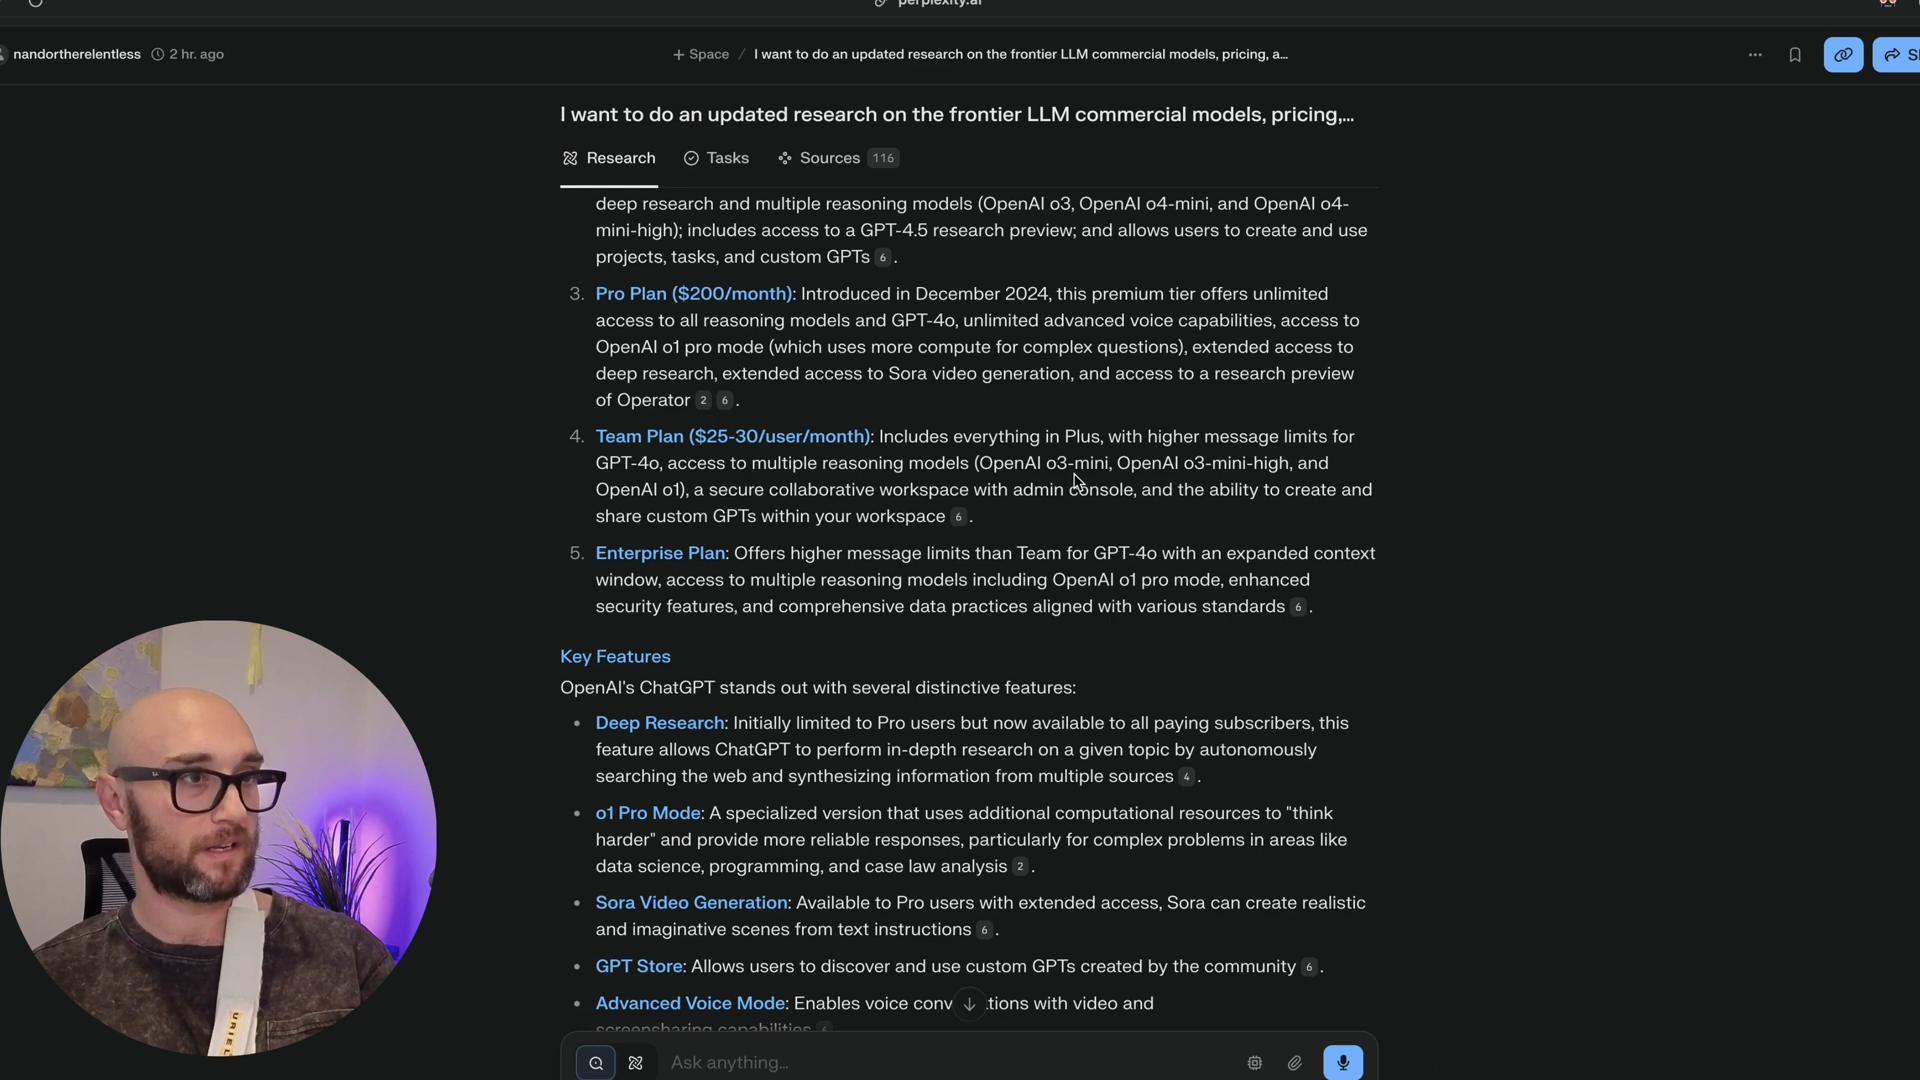 perplexity.ai
nandortherelentless 2 hr. ago
+ Space / I want to do an updated research on the frontier LLM commercial models, pricing, a...
I want to do an updated research on the frontier LLM commercial models, pricing,...
Research Tasks Sources 116
deep research and multiple reasoning models (OpenAI o3, OpenAI o4-
mini-high); includes access to a GPT-4.5 research preview; and allows users to create and use
projects, tasks, and custom GPTs 6 .
3. Pro Plan ($200/month): Introduced in December 2024, this premium tier offers unlimited
access to all reasoning models and GPT-4o, unlimited advanced voice capabilities, access to
OpenAI o1 pro mode (which uses more compute for complex questions), extended access to
deep research, extended access to Sora video generation, and access to a research preview
of Operator 2 6 .
4. Team Plan ($25-30/user/month): Includes everything in Plus, with higher message limits for
GPT-4o, access to multiple reasoning models (OpenAI o3-mini, OpenAI o3-mini-high, and
OpenAI o1), a secure collaborative workspace with admin console, and the ability to create and
share custom GPTs within your workspace 6 .
5. Enterprise Plan: Offers higher message limits than Team for GPT-4o with an expanded context
window, access to multiple reasoning models including OpenAI o1 pro mode, enhanced
security features, and comprehensive data practices aligned with various standards 6 .
Key Features
OpenAI's ChatGPT stands out with several distinctive features:
• Deep Research: Initially limited to Pro users but now available to all paying subscribers, this
feature allows ChatGPT to perform in-depth research on a given topic by autonomously
searching the web and synthesizing information from multiple sources 4 .
• o1 Pro Mode: A specialized version that uses additional computational resources to "think
harder" and provide more reliable responses, particularly for complex problems in areas like
data science, programming, and case law analysis 2 .
• Sora Video Generation: Available to Pro users with extended access, Sora can create realistic
and imaginative scenes from text instructions 6 .
• GPT Store: Allows users to discover and use custom GPTs created by the community 6 .
• Advanced Voice Mode: Enables voice conv tions with video and
screensharing capabilities 6
Ask anything...